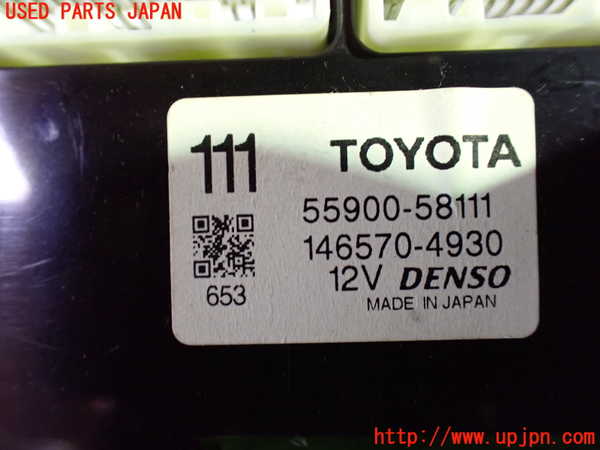 USED PARTS JAPAN
111
TOYOTA
55900-58111
146570-4930
12V DENSO
653
MADE IN JAPAN
http://www.upjpn.com